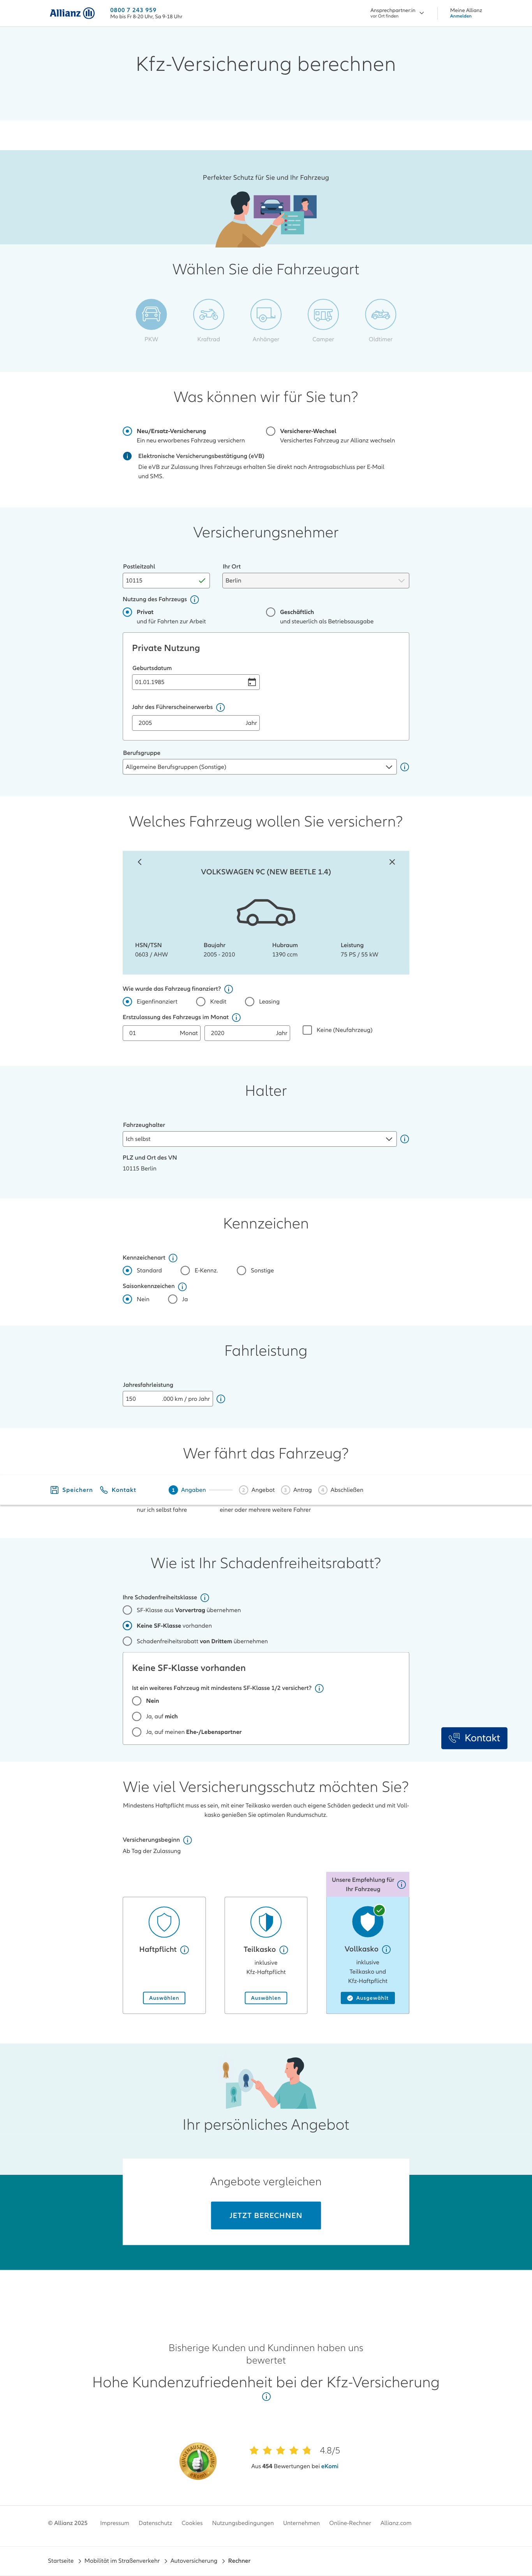 Allianz
0800 7 243 959
Mo bis Fr 8-20 Uhr, Sa 9-18 Uhr
Ansprechpartner:in
vor Ort finden
Meine Allianz
Anmelden
Kfz-Versicherung berechnen
Perfekter Schutz für Sie und Ihr Fahrzeug
Wählen Sie die Fahrzeugart
PKW
Kraftrad
Anhänger
Camper
Oldtimer
Was können wir für Sie tun?
Neu/Ersatz-Versicherung
Ein neu erworbenes Fahrzeug versichern
Versicherer-Wechsel
Versichertes Fahrzeug zur Allianz wechseln
Elektronische Versicherungsbestätigung (eVB)
Die eVB zur Zulassung Ihres Fahrzeugs erhalten Sie direkt nach Antragsabschluss per E-Mail
und SMS.
Versicherungsnehmer
Postleitzahl
Ihr Ort
10115
Berlin
Nutzung des Fahrzeugs
Privat
und für Fahrten zur Arbeit
Geschäftlich
und steuerlich als Betriebsausgabe
Private Nutzung
Geburtsdatum
01.01.1985
Jahr des Führerscheinerwerbs
2005 Jahr
Berufsgruppe
Allgemeine Berufsgruppen (Sonstige)
Welches Fahrzeug wollen Sie versichern?
VOLKSWAGEN 9C (NEW BEETLE 1.4)
HSN/TSN
0603 / AHW
Baujahr
2005 - 2010
Hubraum
1390 ccm
Leistung
75 PS / 55 kW
Wie wurde das Fahrzeug finanziert?
Eigenfinanziert
Kredit
Leasing
Erstzulassung des Fahrzeugs im Monat
01 Monat
2020 Jahr
Keine (Neufahrzeug)
Halter
Fahrzeughalter
Ich selbst
PLZ und Ort des VN
10115 Berlin
Kennzeichen
Kennzeichenart
Standard
E-Kennz.
Sonstige
Saisonkennzeichen
Nein
Ja
Fahrleistung
Jahresfahrleistung
150 .000 km / pro Jahr
Wer fährt das Fahrzeug?
Speichern
Kontakt
1 Angaben
2 Angebot
3 Antrag
4 Abschließen
nur ich selbst fahre
einer oder mehrere weitere Fahrer
Wie ist Ihr Schadenfreiheitsrabatt?
Ihre Schadenfreiheitsklasse
SF-Klasse aus Vorvertrag übernehmen
Keine SF-Klasse vorhanden
Schadenfreiheitsrabatt von Dritten übernehmen
Keine SF-Klasse vorhanden
Ist ein weiteres Fahrzeug mit mindestens SF-Klasse 1/2 versichert?
Nein
Ja, auf mich
Ja, auf meinen Ehe-/Lebenspartner
Kontakt
Wie viel Versicherungsschutz möchten Sie?
Mindestens Haftpflicht muss es sein, mit einer Teilkasko werden auch eigene Schäden gedeckt und mit Voll-
kasko genießen Sie optimalen Rundumschutz.
Versicherungsbeginn
Ab Tag der Zulassung
Unsere Empfehlung für
Ihr Fahrzeug
Haftpflicht
Auswählen
Teilkasko
inklusive
Kfz-Haftpflicht
Auswählen
Vollkasko
inklusive
Teilkasko und
Kfz-Haftpflicht
Ausgewählt
Ihr persönliches Angebot
Angebote vergleichen
JETZT BERECHNEN
Bisherige Kunden und Kundinnen haben uns
bewertet
Hohe Kundenzufriedenheit bei der Kfz-Versicherung
4.8/5
Aus 454 Bewertungen bei eKomi
© Allianz 2025
Impressum
Datenschutz
Cookies
Nutzungsbedingungen
Unternehmen
Online-Rechner
Allianz.com
Startseite
Mobilität im Straßenverkehr
Autoversicherung
Rechner